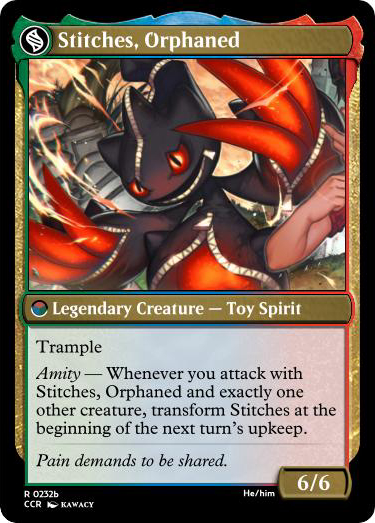 Stitches, Orphaned
Legendary Creature — Toy Spirit
Trample
Amity — Whenever you attack with
Stitches, Orphaned and exactly one
other creature, transform Stitches at the
beginning of the next turn's upkeep.
Pain demands to be shared.
6/6
R 0232b
He/him
CCR KAWACY